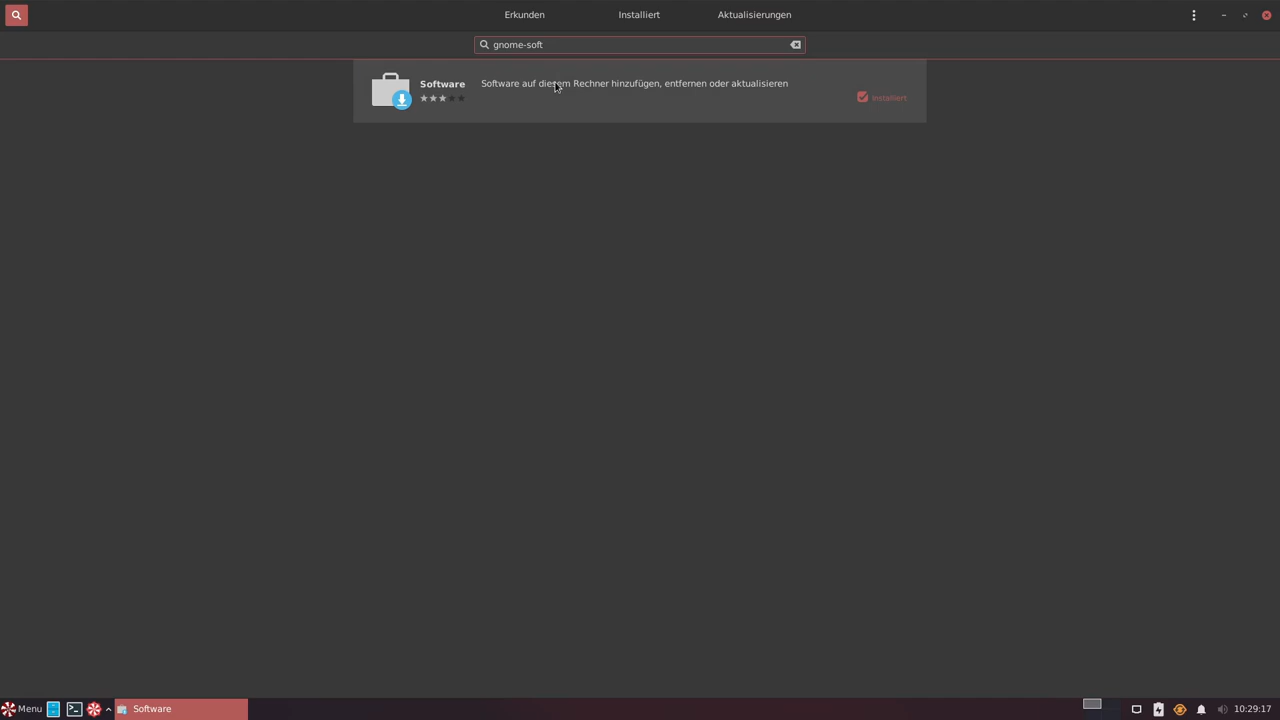 Erkunden Installiert Aktualisierungen
gnome-soft
Software Software auf diesem Rechner hinzufügen, entfernen oder aktualisieren
Installiert
Menu Software 10:29:17